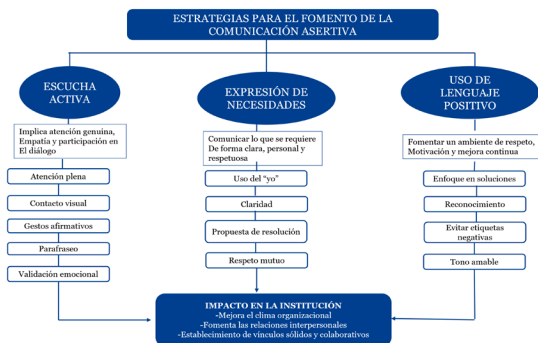 ESTRATEGIAS PARA EL FOMENTO DE LA
COMUNICACIÓN ASERTIVA
ESCUCHA
ACTIVA
Implica atención genuina,
Empatía y participación en
El diálogo
Atención plena
Contacto visual
Gestos afirmativos
Parafraseo
Validación emocional
EXPRESIÓN DE
NECESIDADES
Comunicar lo que se requiere
De forma clara, personal y
respetuosa
Uso del "yo"
Claridad
Propuesta de resolución
Respeto mutuo
USO DE
LENGUAJE
POSITIVO
Fomentar un ambiente de respeto,
Motivación y mejora continua
Enfoque en soluciones
Reconocimiento
Evitar etiquetas
negativas
Tono amable
IMPACTO EN LA INSTITUCIÓN
-Mejora el clima organizacional
-Fomenta las relaciones interpersonales
-Establecimiento de vínculos sólidos y colaborativos